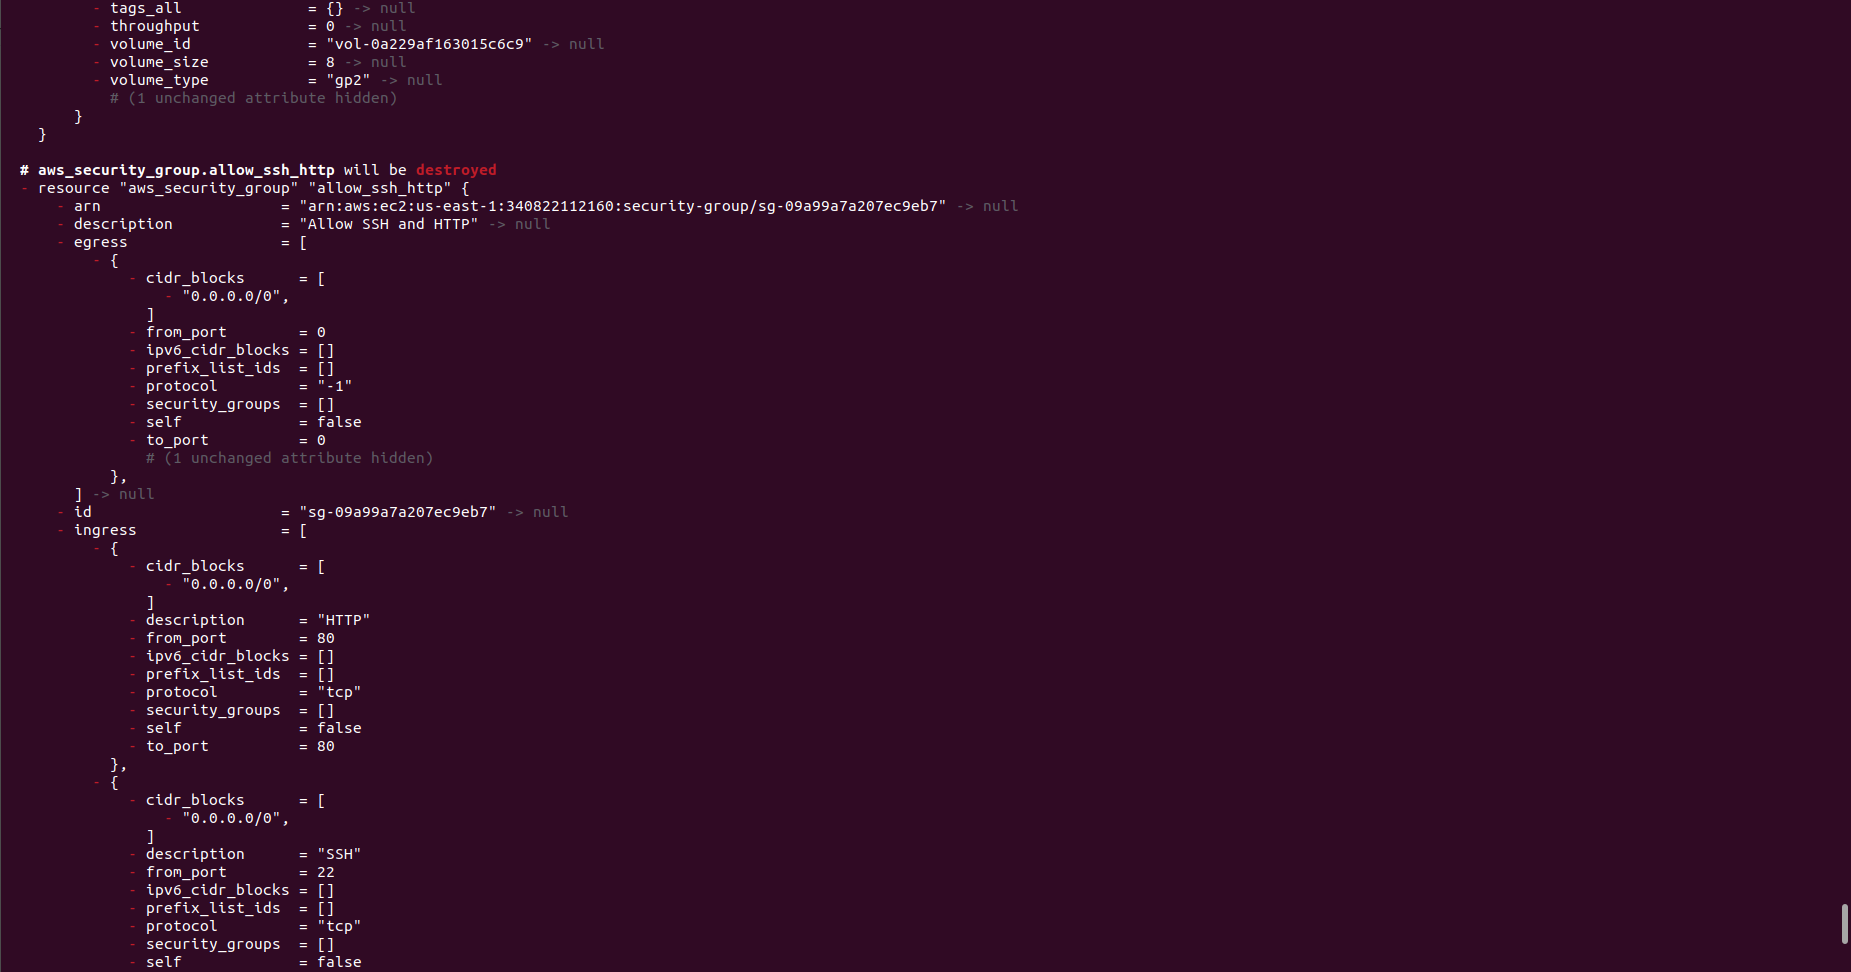 - tags_all = {} -> null
- throughput = 0 -> null
- volume_id = "vol-0a229af163015c6c9" -> null
- volume_size = 8 -> null
- volume_type = "gp2" -> null
# (1 unchanged attribute hidden)
}
}
# aws_security_group.allow_ssh_http will be destroyed
- resource "aws_security_group" "allow_ssh_http" {
- arn = "arn:aws:ec2:us-east-1:340822112160:security-group/sg-09a99a7a207ec9eb7" -> null
- description = "Allow SSH and HTTP" -> null
- egress = [
- {
- cidr_blocks = [
- "0.0.0.0/0",
]
- from_port = 0
- ipv6_cidr_blocks = []
- prefix_list_ids = []
- protocol = "-1"
- security_groups = []
- self = false
- to_port = 0
# (1 unchanged attribute hidden)
},
] -> null
- id = "sg-09a99a7a207ec9eb7" -> null
- ingress = [
- {
- cidr_blocks = [
- "0.0.0.0/0",
]
- description = "HTTP"
- from_port = 80
- ipv6_cidr_blocks = []
- prefix_list_ids = []
- protocol = "tcp"
- security_groups = []
- self = false
- to_port = 80
},
- {
- cidr_blocks = [
- "0.0.0.0/0",
]
- description = "SSH"
- from_port = 22
- ipv6_cidr_blocks = []
- prefix_list_ids = []
- protocol = "tcp"
- security_groups = []
- self = false